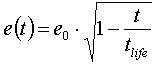 e(t) = e₀ · √(1 − t/t_life)